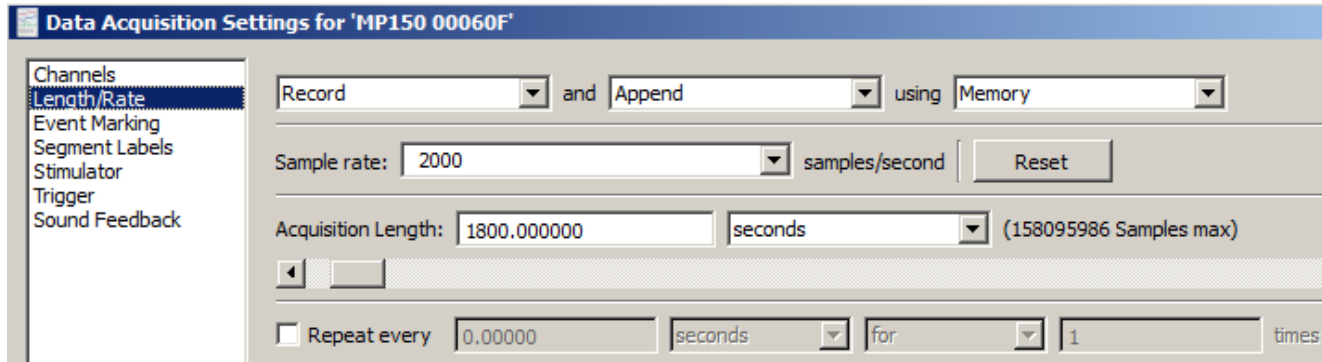 Data Acquisition Settings for 'MP150 00060F'
Channels
Length/Rate
Event Marking
Segment Labels
Stimulator
Trigger
Sound Feedback
Record and Append using Memory
Sample rate: 2000 samples/second Reset
Acquisition Length: 1800.000000 seconds (158095986 Samples max)
Repeat every 0.00000 seconds for 1 times